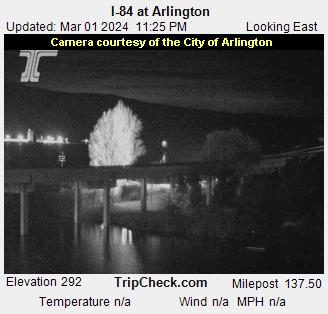 I-84 at Arlington
Updated: Mar 01 2024 11:25 PM Looking East
Camera courtesy of the City of Arlington
Elevation 292 TripCheck.com Milepost 137.50
Temperature n/a Wind n/a MPH n/a